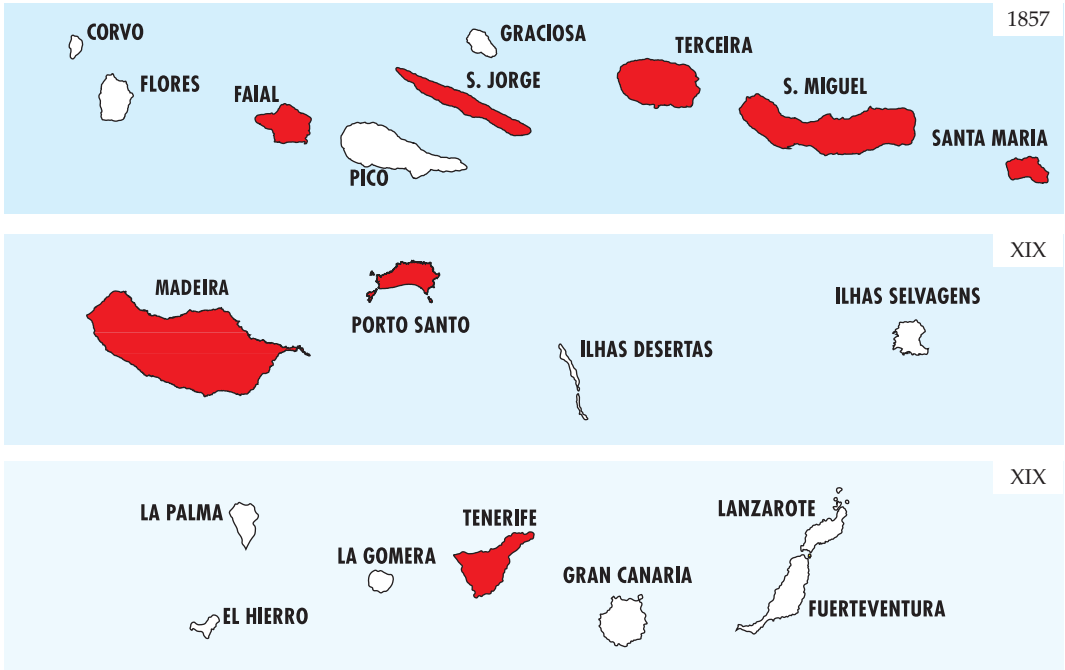 1857
CORVO
GRACIOSA
TERCEIRA
FLORES
S. JORGE
S. MIGUEL
FAIAL
SANTA MARIA
PICO
XIX
MADEIRA
ILHAS SELVAGENS
PORTO SANTO
ILHAS DESERTAS
XIX
LA PALMA
TENERIFE
LANZAROTE
LA GOMERA
GRAN CANARIA
EL HIERRO
FUERTEVENTURA